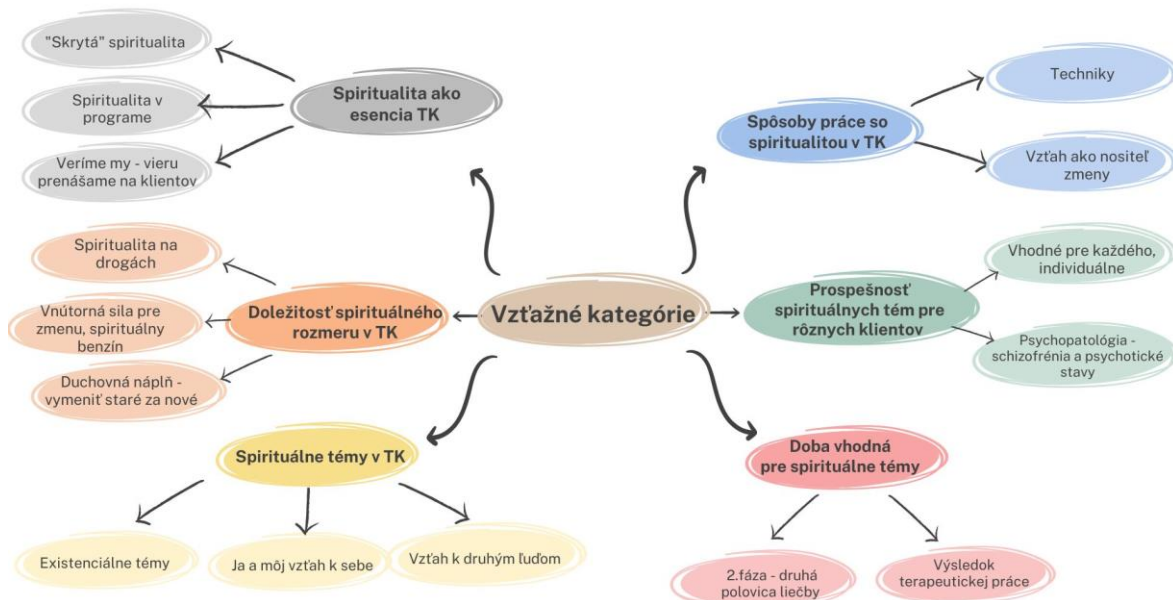 "Skrytá" spiritualita
Spiritualita v
programe
Veríme my - vieru
prenášame na klientov
Spiritualita ako
esencia TK
Spôsoby práce so
spiritualitou v TK
Techniky
Vzťah ako nositeľ
zmeny
Spiritualita na
drogách
Vnútorná sila pre
zmenu, spirituálny
benzín
Duchovná náplň -
vymeniť staré za nové
Doležitosť spirituálného
rozmeru v TK
Vzťažné kategórie
Prospešnosť
spirituálnych tém pre
rôznych klientov
Vhodné pre každého,
individuálne
Psychopatológia -
schizofrénia a psychotické
stavy
Spirituálne témy v TK
Existenciálne témy
Ja a môj vzťah k sebe
Vzťah k druhým ľuďom
Doba vhodná
pre spirituálne témy
2.fáza - druhá
polovica liečby
Výsledok
terapeutickej práce